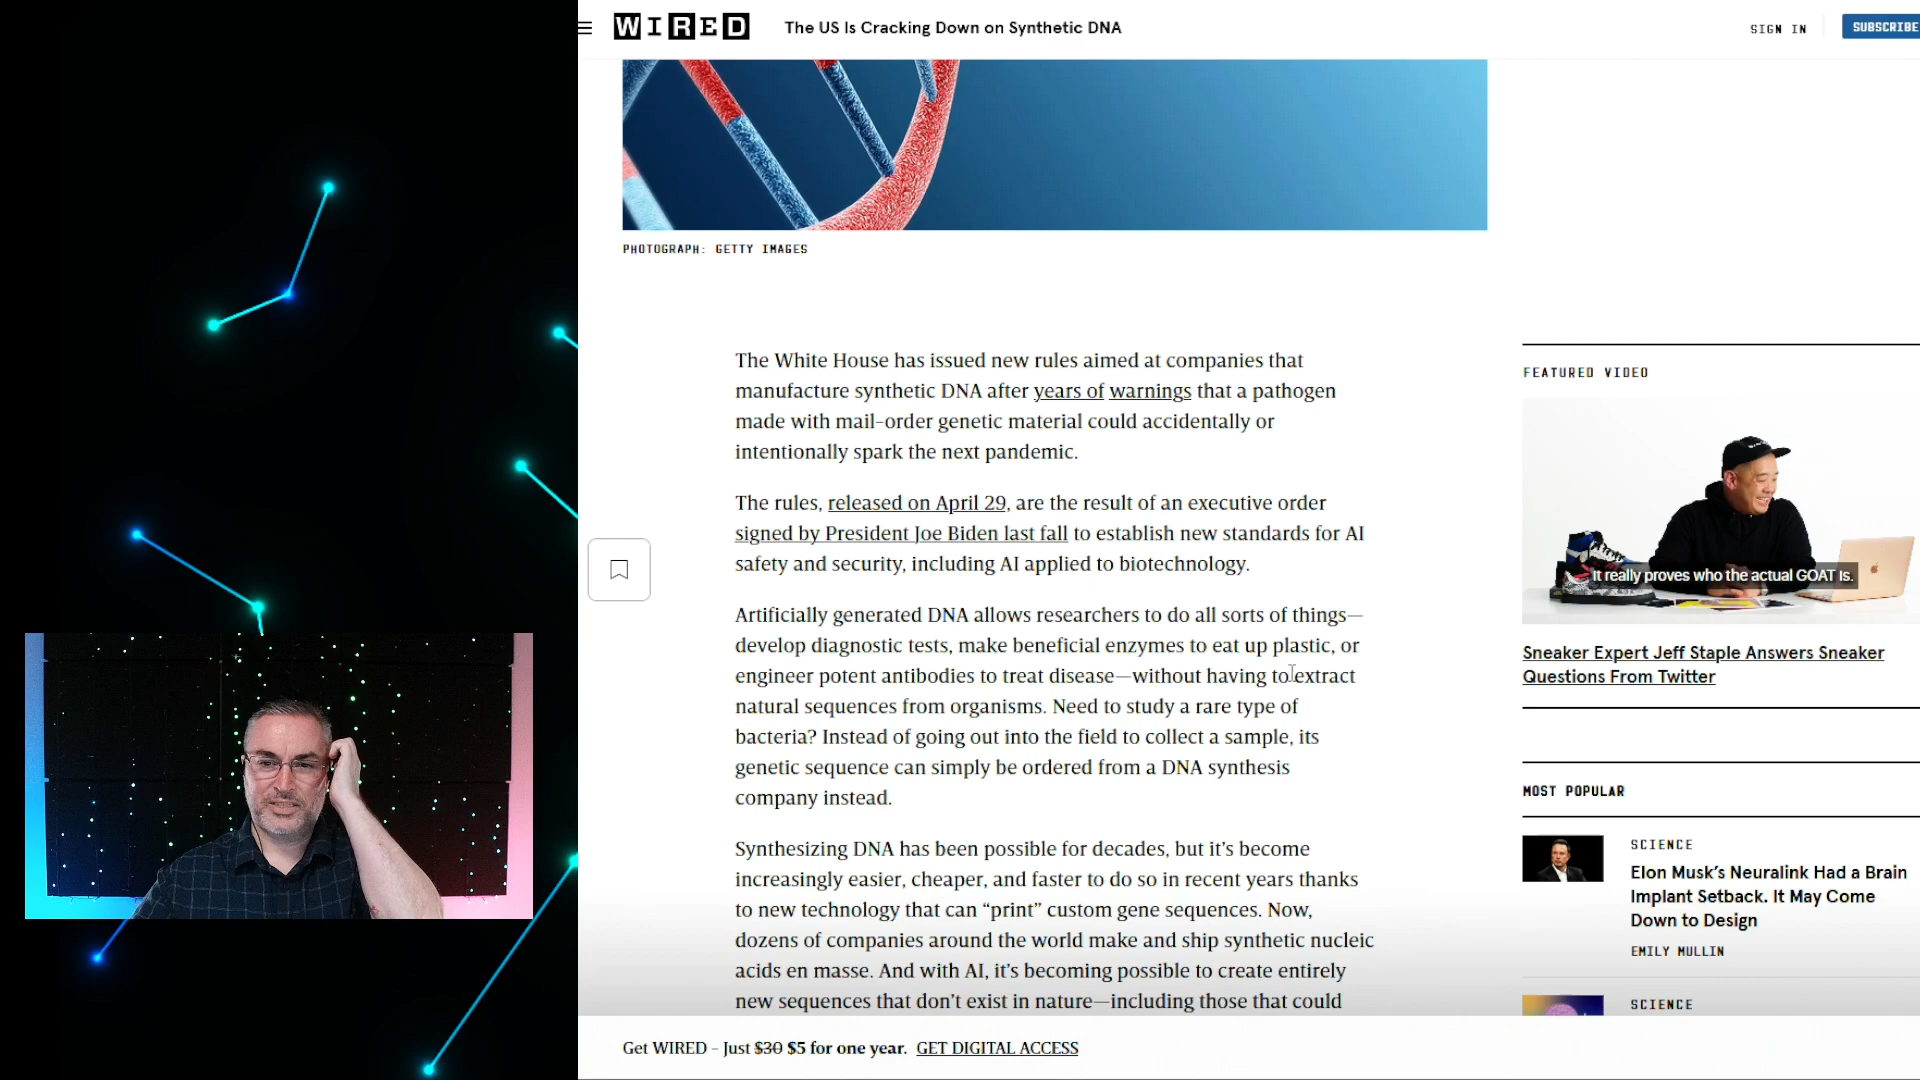 WIRED
The US Is Cracking Down on Synthetic DNA
SIGN IN
SUBSCRIBE
PHOTOGRAPH: GETTY IMAGES
The White House has issued new rules aimed at companies that
manufacture synthetic DNA after years of warnings that a pathogen
made with mail-order genetic material could accidentally or
intentionally spark the next pandemic.
The rules, released on April 29, are the result of an executive order
signed by President Joe Biden last fall to establish new standards for AI
safety and security, including AI applied to biotechnology.
Artificially generated DNA allows researchers to do all sorts of things—
develop diagnostic tests, make beneficial enzymes to eat up plastic, or
engineer potent antibodies to treat disease—without having to extract
natural sequences from organisms. Need to study a rare type of
bacteria? Instead of going out into the field to collect a sample, its
genetic sequence can simply be ordered from a DNA synthesis
company instead.
Synthesizing DNA has been possible for decades, but it's become
increasingly easier, cheaper, and faster to do so in recent years thanks
to new technology that can “print” custom gene sequences. Now,
dozens of companies around the world make and ship synthetic nucleic
acids en masse. And with AI, it's becoming possible to create entirely
new sequences that don't exist in nature—including those that could
FEATURED VIDEO
It really proves who the actual GOAT is.
Sneaker Expert Jeff Staple Answers Sneaker
Questions From Twitter
MOST POPULAR
SCIENCE
Elon Musk's Neuralink Had a Brain
Implant Setback. It May Come
Down to Design
EMILY MULLIN
SCIENCE
Get WIRED - Just $30 $5 for one year. GET DIGITAL ACCESS